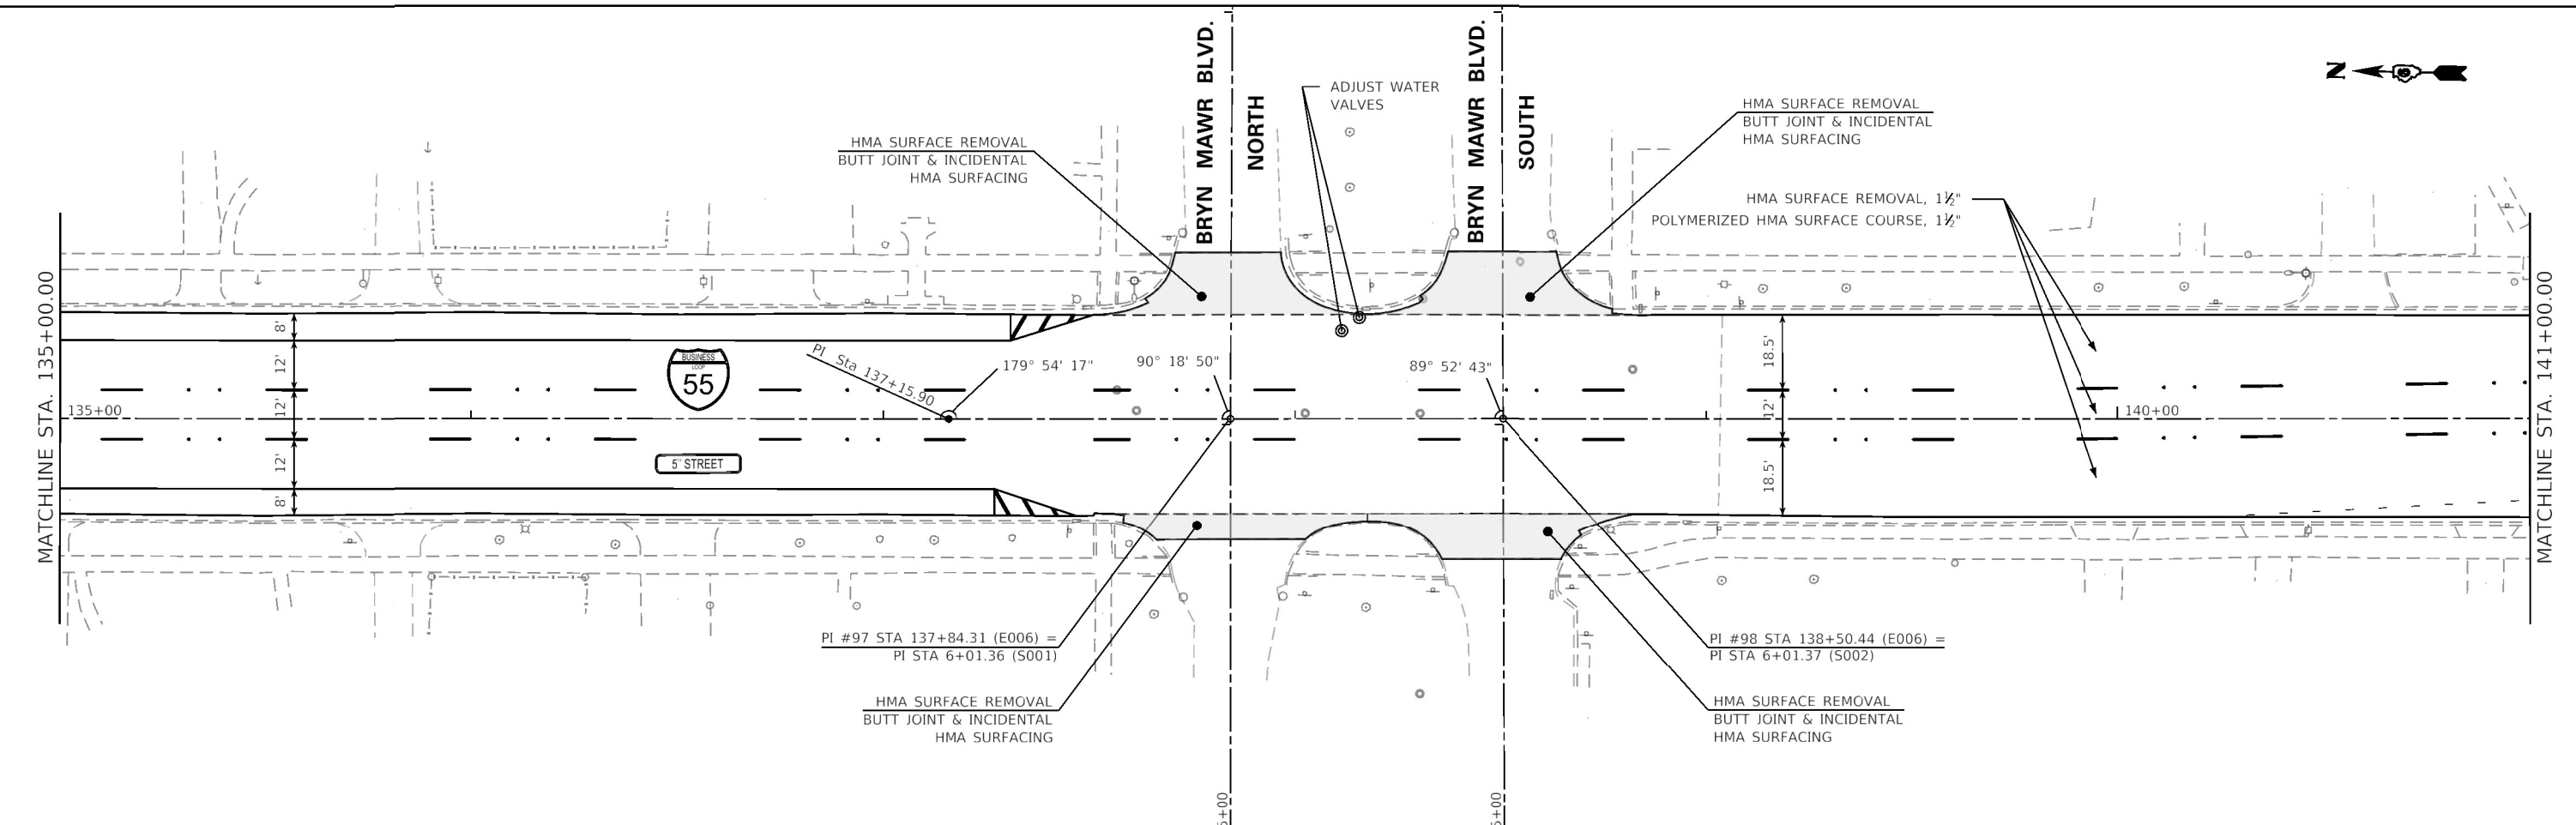 BRYN MAWR BLVD.
NORTH
BRYN MAWR BLVD.
SOUTH
N
ADJUST WATER
VALVES
HMA SURFACE REMOVAL
BUTT JOINT & INCIDENTAL
HMA SURFACING
HMA SURFACE REMOVAL
BUTT JOINT & INCIDENTAL
HMA SURFACING
HMA SURFACE REMOVAL, 1½"
POLYMERIZED HMA SURFACE COURSE, 1½"
MATCHLINE STA. 135+00.00
8'
12'
12'
12'
8'
135+00
BUSINESS
LOOP
55
5TH STREET
PI Sta 137+15.90
179° 54' 17"
90° 18' 50"
89° 52' 43"
18.5'
12'
18.5'
140+00
MATCHLINE STA. 141+00.00
PI #97 STA 137+84.31 (E006) =
PI STA 6+01.36 (S001)
PI #98 STA 138+50.44 (E006) =
PI STA 6+01.37 (S002)
HMA SURFACE REMOVAL
BUTT JOINT & INCIDENTAL
HMA SURFACING
HMA SURFACE REMOVAL
BUTT JOINT & INCIDENTAL
HMA SURFACING